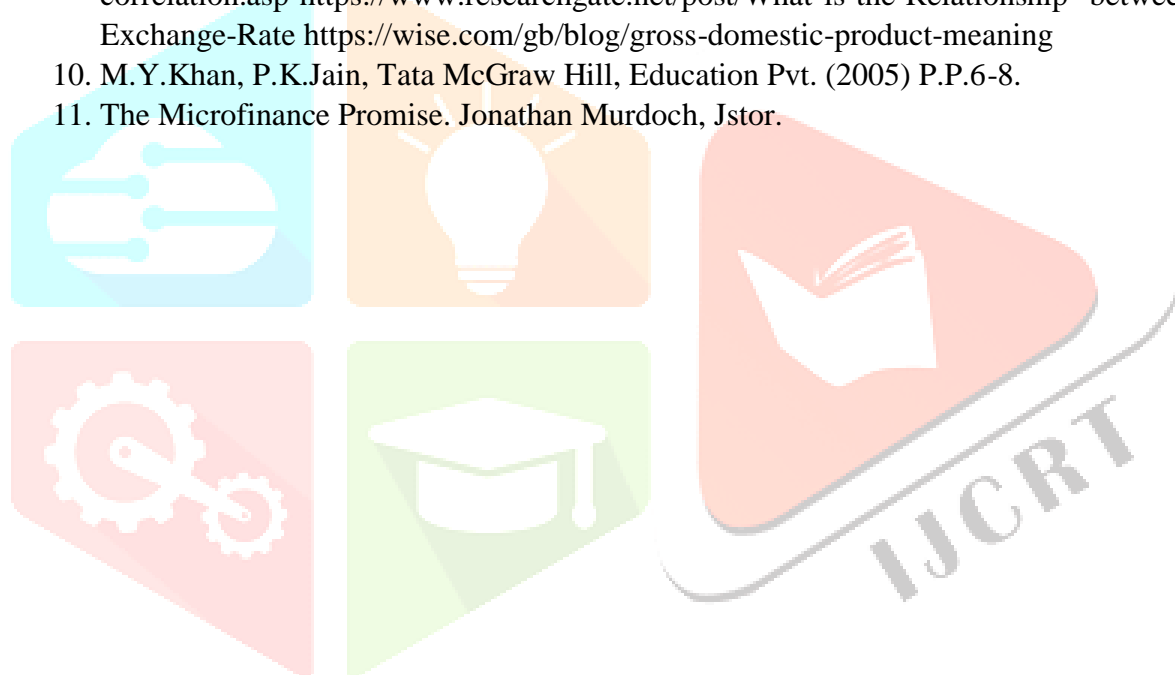 correlation.asp https://www.researchgate.net/post/What-Is-the-Relationship- betwe
Exchange-Rate https://wise.com/gb/blog/gross-domestic-product-meaning
10. M.Y.Khan, P.K.Jain, Tata McGraw Hill, Education Pvt. (2005) P.P.6-8.
11. The Microfinance Promise. Jonathan Murdoch, Jstor.
IJCRT